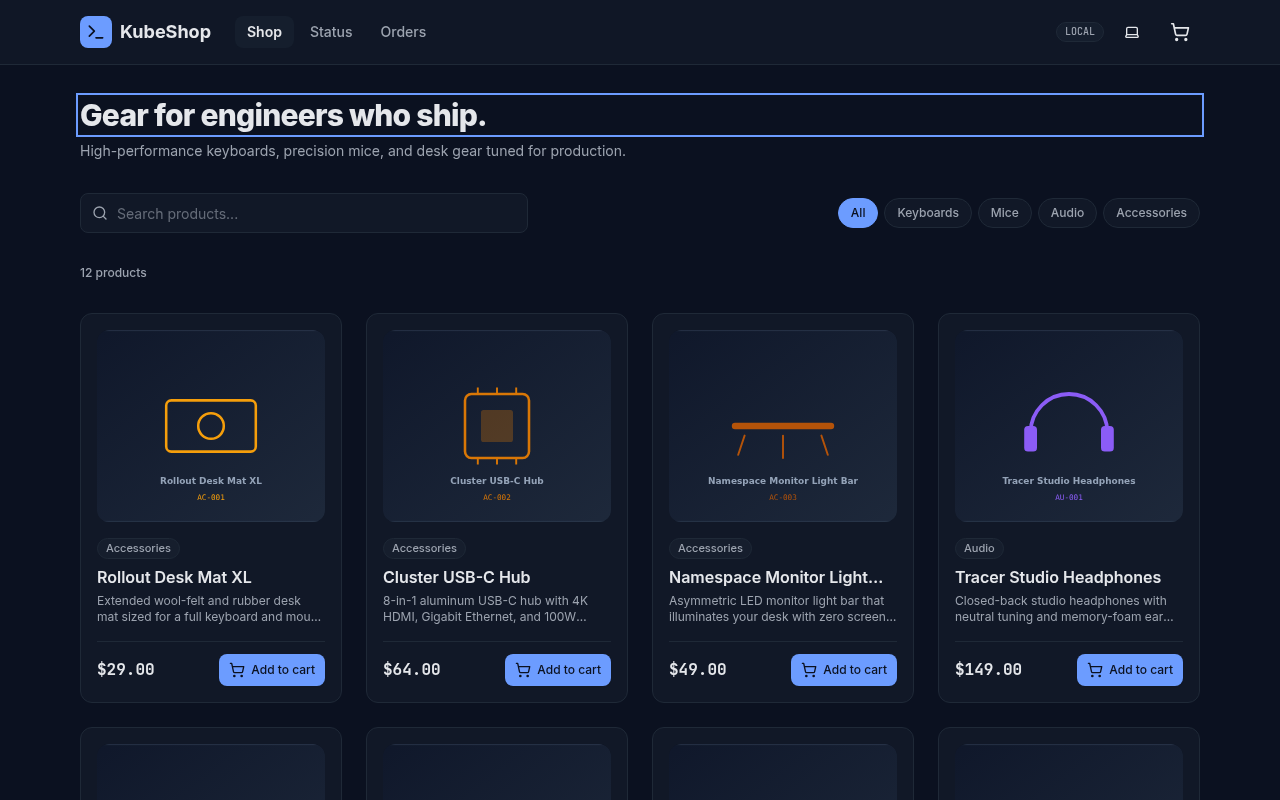 KubeShop
Shop
Status
Orders
LOCAL
Gear for engineers who ship.
High-performance keyboards, precision mice, and desk gear tuned for production.
Search products...
All
Keyboards
Mice
Audio
Accessories
12 products
Rollout Desk Mat XL
AC-001
Accessories
Rollout Desk Mat XL
Extended wool-felt and rubber desk
mat sized for a full keyboard and mou...
$29.00
Add to cart
Cluster USB-C Hub
AC-002
Accessories
Cluster USB-C Hub
8-in-1 aluminum USB-C hub with 4K
HDMI, Gigabit Ethernet, and 100W...
$64.00
Add to cart
Namespace Monitor Light Bar
AC-003
Accessories
Namespace Monitor Light...
Asymmetric LED monitor light bar that
illuminates your desk with zero screen...
$49.00
Add to cart
Tracer Studio Headphones
AU-001
Audio
Tracer Studio Headphones
Closed-back studio headphones with
neutral tuning and memory-foam ear...
$149.00
Add to cart